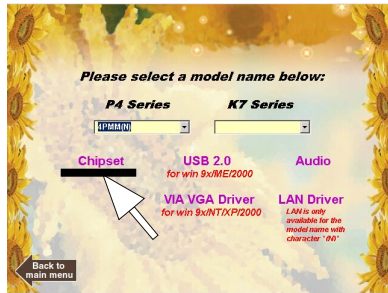 Please select a model name below:
P4 Series
K7 Series
4PMM(N)
Chipset
USB 2.0
for win 9x/ME/2000
Audio
VIA VGA Driver
for win 9x/NT/XP/2000
LAN Driver
LAN is only
available for the
model name with
character "(N)"
Back to
main menu